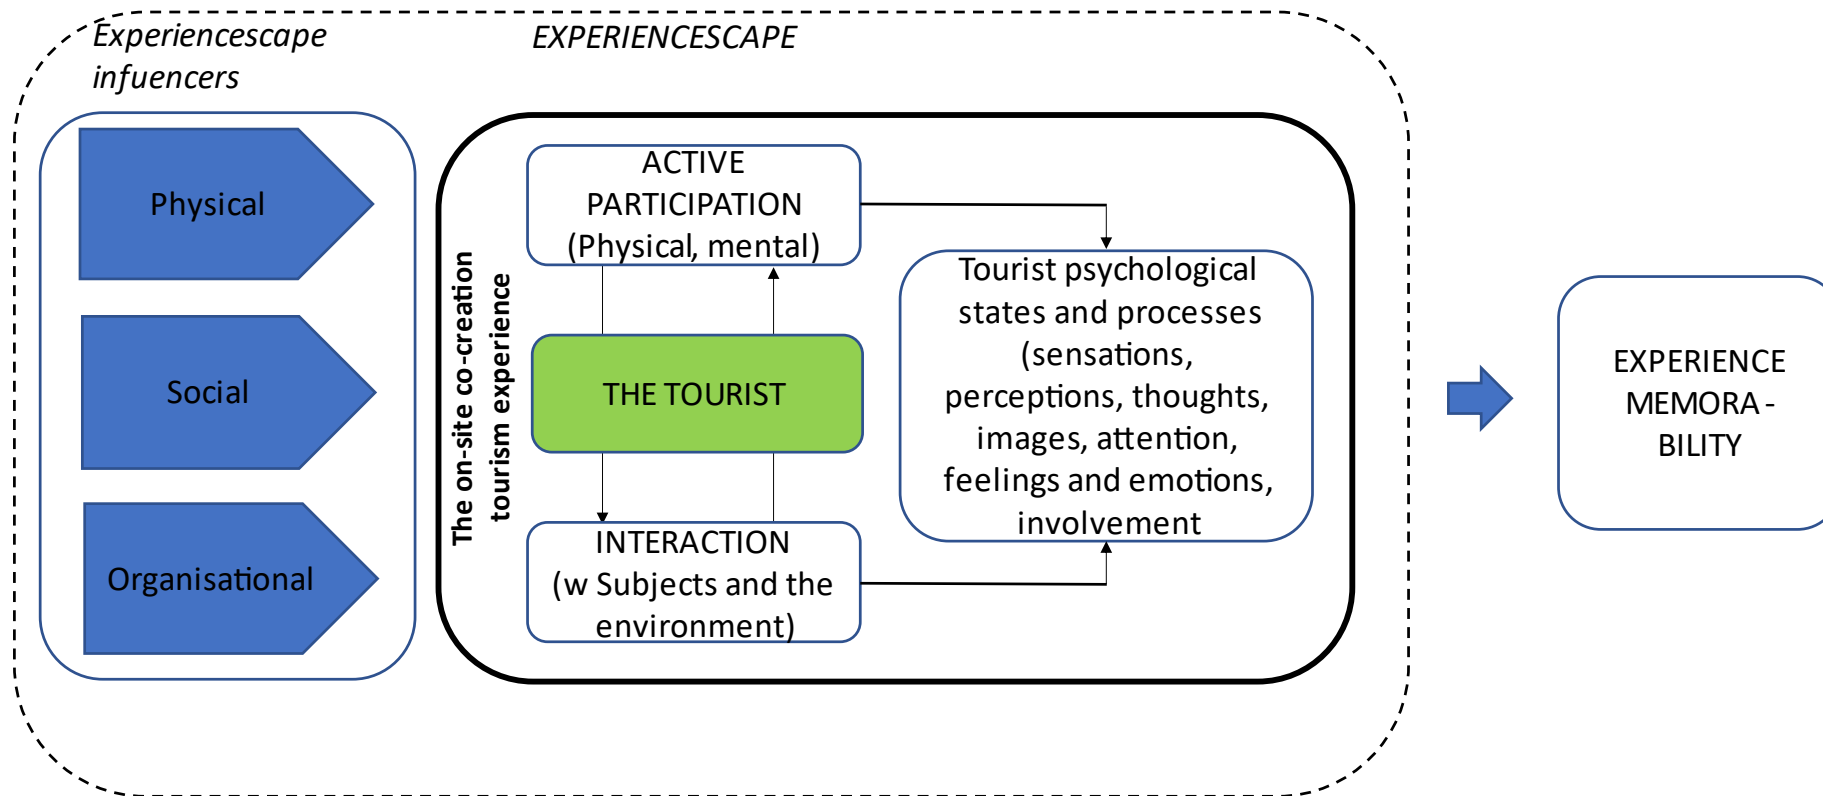 Experiencescape
infuencers
EXPERIENCESCAPE
Physical
Social
Organisational
The on-site co-creation
tourism experience
ACTIVE
PARTICIPATION
(Physical, mental)
THE TOURIST
INTERACTION
(w Subjects and the
environment)
Tourist psychological
states and processes
(sensations,
perceptions, thoughts,
images, attention,
feelings and emotions,
involvement
EXPERIENCE
MEMORA -
BILITY